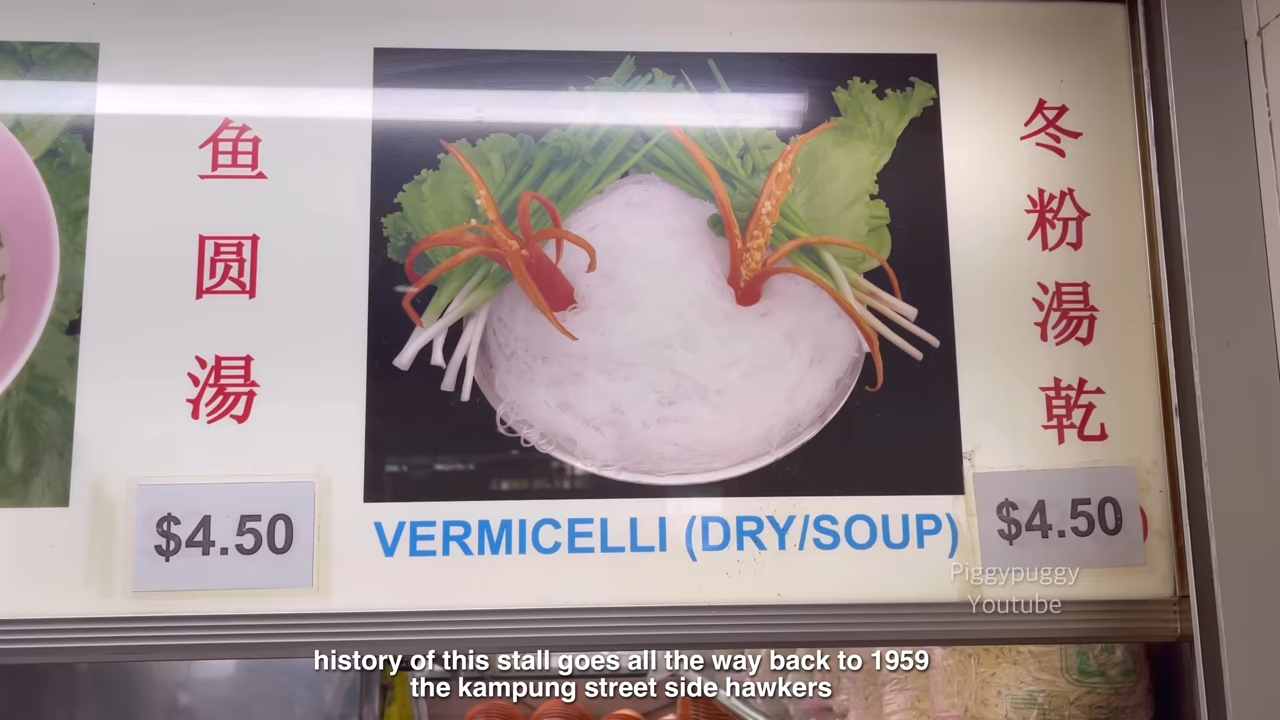 鱼圆湯
$4.50
VERMICELLI (DRY/SOUP)
冬粉湯乾
$4.50
Piggypuggy
Youtube
history of this stall goes all the way back to 1959
the kampung street side hawkers